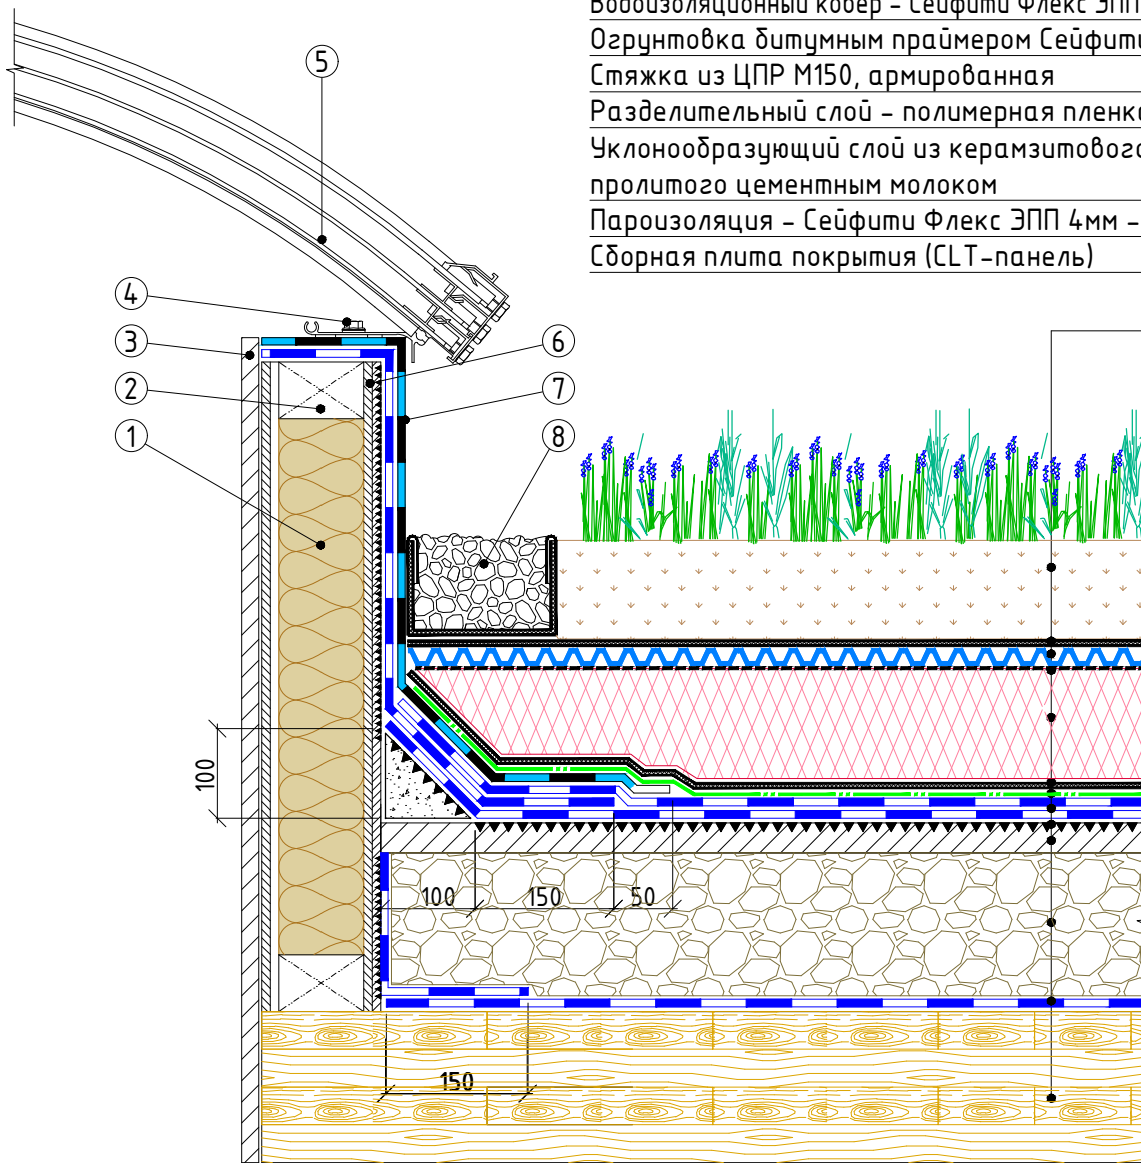 Водоизоляционный ковер - Сейфити Флекс ЭПП
Огрунтовка битумным праймером Сейфити
Стяжка из ЦПР М150, армированная
Разделительный слой - полимерная пленка
Уклонообразующий слой из керамзитового
пролитого цементным молоком
Пароизоляция - Сейфити Флекс ЭПП 4мм -
Сборная плита покрытия (CLT-панель)
5
4
3
6
2
7
1
8
100
100
150
50
150